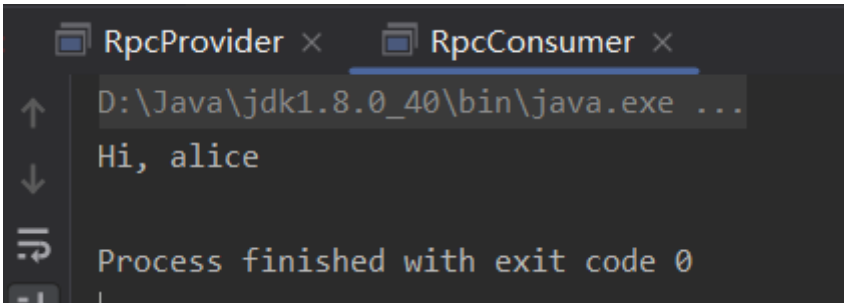 RpcProvider × RpcConsumer ×
D:\Java\jdk1.8.0_40\bin\java.exe ...
Hi, alice
Process finished with exit code 0